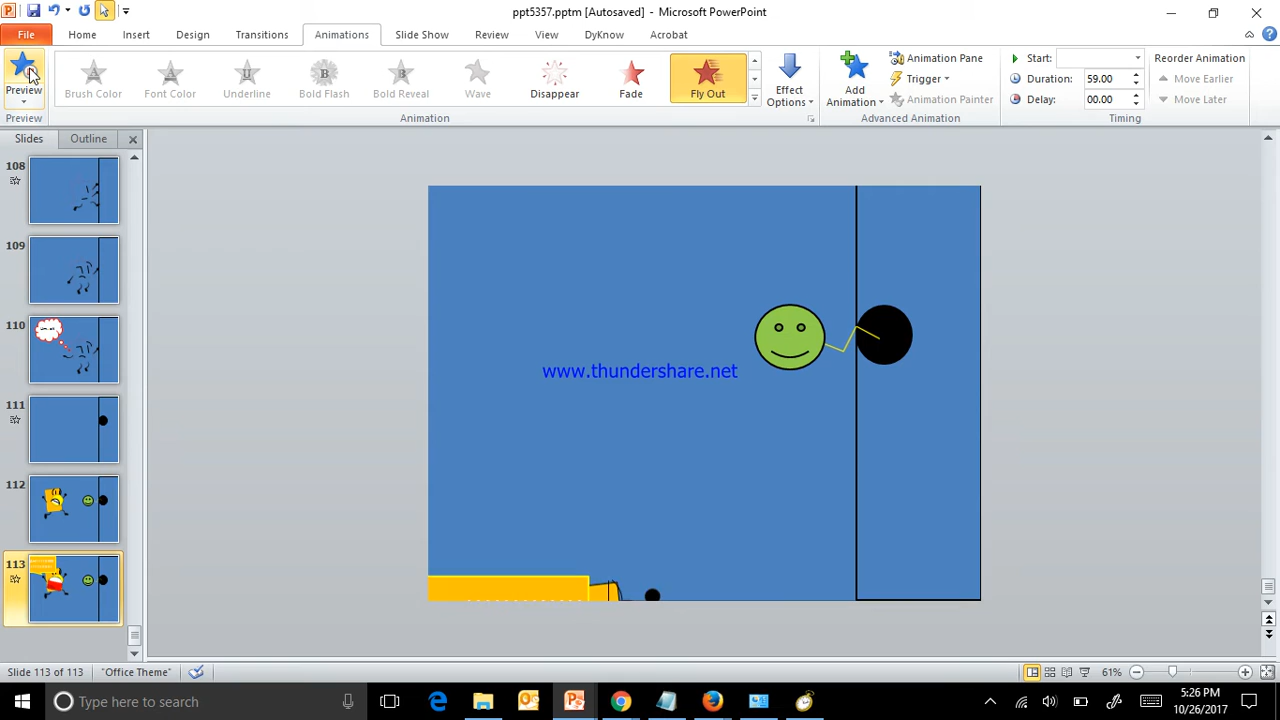 ppt5357.pptm [Autosaved] - Microsoft PowerPoint
File Home Insert Design Transitions Animations Slide Show Review View DyKnow Acrobat
Preview
Preview
Brush Color
Font Color
Underline
Bold Flash
Bold Reveal
Wave
Disappear
Fade
Fly Out
Animation
Effect Options
Add Animation
Animation Pane
Trigger
Animation Painter
Advanced Animation
Start:
Duration: 59.00
Delay: 00.00
Timing
Reorder Animation
Move Earlier
Move Later
Slides Outline
108
109
110
111
112
113
www.thundershare.net
Slide 113 of 113
"Office Theme"
61%
Type here to search
5:26 PM
10/26/2017